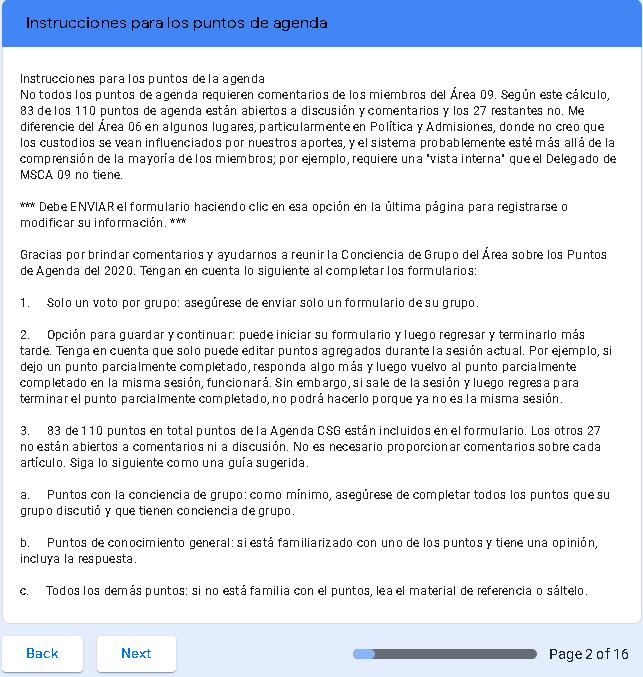 Instrucciones para los puntos de agenda
Instrucciones para los puntos de la agenda
No todos los puntos de agenda requieren comentarios de los miembros del Área 09. Según este cálculo,
83 de los 110 puntos de agenda están abiertos a discusión y comentarios y los 27 restantes no. Me
diferencie del Área 06 en algunos lugares, particularmente en Política y Admisiones, donde no creo que
los custodios se vean influenciados por nuestros aportes, y el sistema probablemente esté más allá de la
comprensión de la mayoría de los miembros; por ejemplo, requiere una "vista interna" que el Delegado de
MSCA 09 no tiene.
*** Debe ENVIAR el formulario haciendo clic en esa opción en la última página para registrarse o
modificar su información. ***
Gracias por brindar comentarios y ayudarnos a reunir la Conciencia de Grupo del Área sobre los Puntos
de Agenda del 2020. Tengan en cuenta lo siguiente al completar los formularios:
1. Solo un voto por grupo: asegúrese de enviar solo un formulario de su grupo.
2. Opción para guardar y continuar: puede iniciar su formulario y luego regresar y terminarlo más
tarde. Tenga en cuenta que solo puede editar puntos agregados durante la sesión actual. Por ejemplo, si
dejo un punto parcialmente completado, responda algo más y luego vuelvo al punto parcialmente
completado en la misma sesión, funcionará. Sin embargo, si sale de la sesión y luego regresa para
terminar el punto parcialmente completado, no podrá hacerlo porque ya no es la misma sesión.
3. 83 de 110 puntos en total puntos de la Agenda CSG están incluidos en el formulario. Los otros 27
no están abiertos a comentarios ni a discusión. No es necesario proporcionar comentarios sobre cada
artículo. Siga lo siguiente como una guía sugerida.
a. Puntos con la conciencia de grupo: como mínimo, asegúrese de completar todos los puntos que su
grupo discutió y que tienen conciencia de grupo.
b. Puntos de conocimiento general: si está familiarizado con uno de los puntos y tiene una opinión,
incluya la respuesta.
c. Todos los demás puntos: si no está familia con el puntos, lea el material de referencia o sáltelo.
Back Next Page 2 of 16